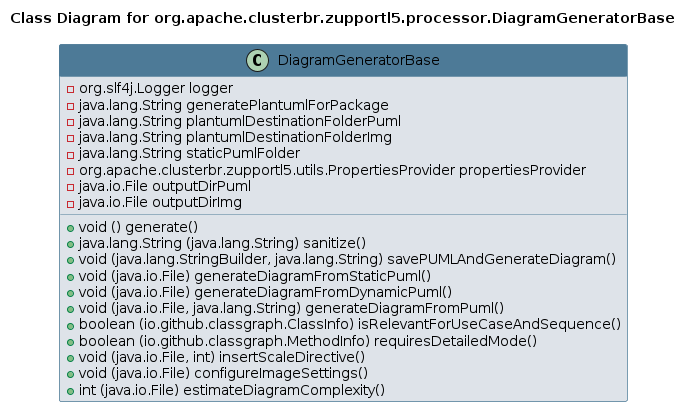 Class Diagram for org.apache.clusterbr.zupportl5.processor.DiagramGeneratorBase
C DiagramGeneratorBase
org.slf4j.Logger logger
java.lang.String generatePlantumlForPackage
java.lang.String plantumlDestinationFolderPuml
java.lang.String plantumlDestinationFolderImg
java.lang.String staticPumlFolder
org.apache.clusterbr.zupportl5.utils.PropertiesProvider propertiesProvider
java.io.File outputDirPuml
java.io.File outputDirImg
void () generate()
java.lang.String (java.lang.String) sanitize()
void (java.lang.StringBuilder, java.lang.String) savePUMLAndGenerateDiagram()
void (java.io.File) generateDiagramFromStaticPuml()
void (java.io.File) generateDiagramFromDynamicPuml()
void (java.io.File, java.lang.String) generateDiagramFromPuml()
boolean (io.github.classgraph.ClassInfo) isRelevantForUseCaseAndSequence()
boolean (io.github.classgraph.MethodInfo) requiresDetailedMode()
void (java.io.File, int) insertScaleDirective()
void (java.io.File) configureImageSettings()
int (java.io.File) estimateDiagramComplexity()